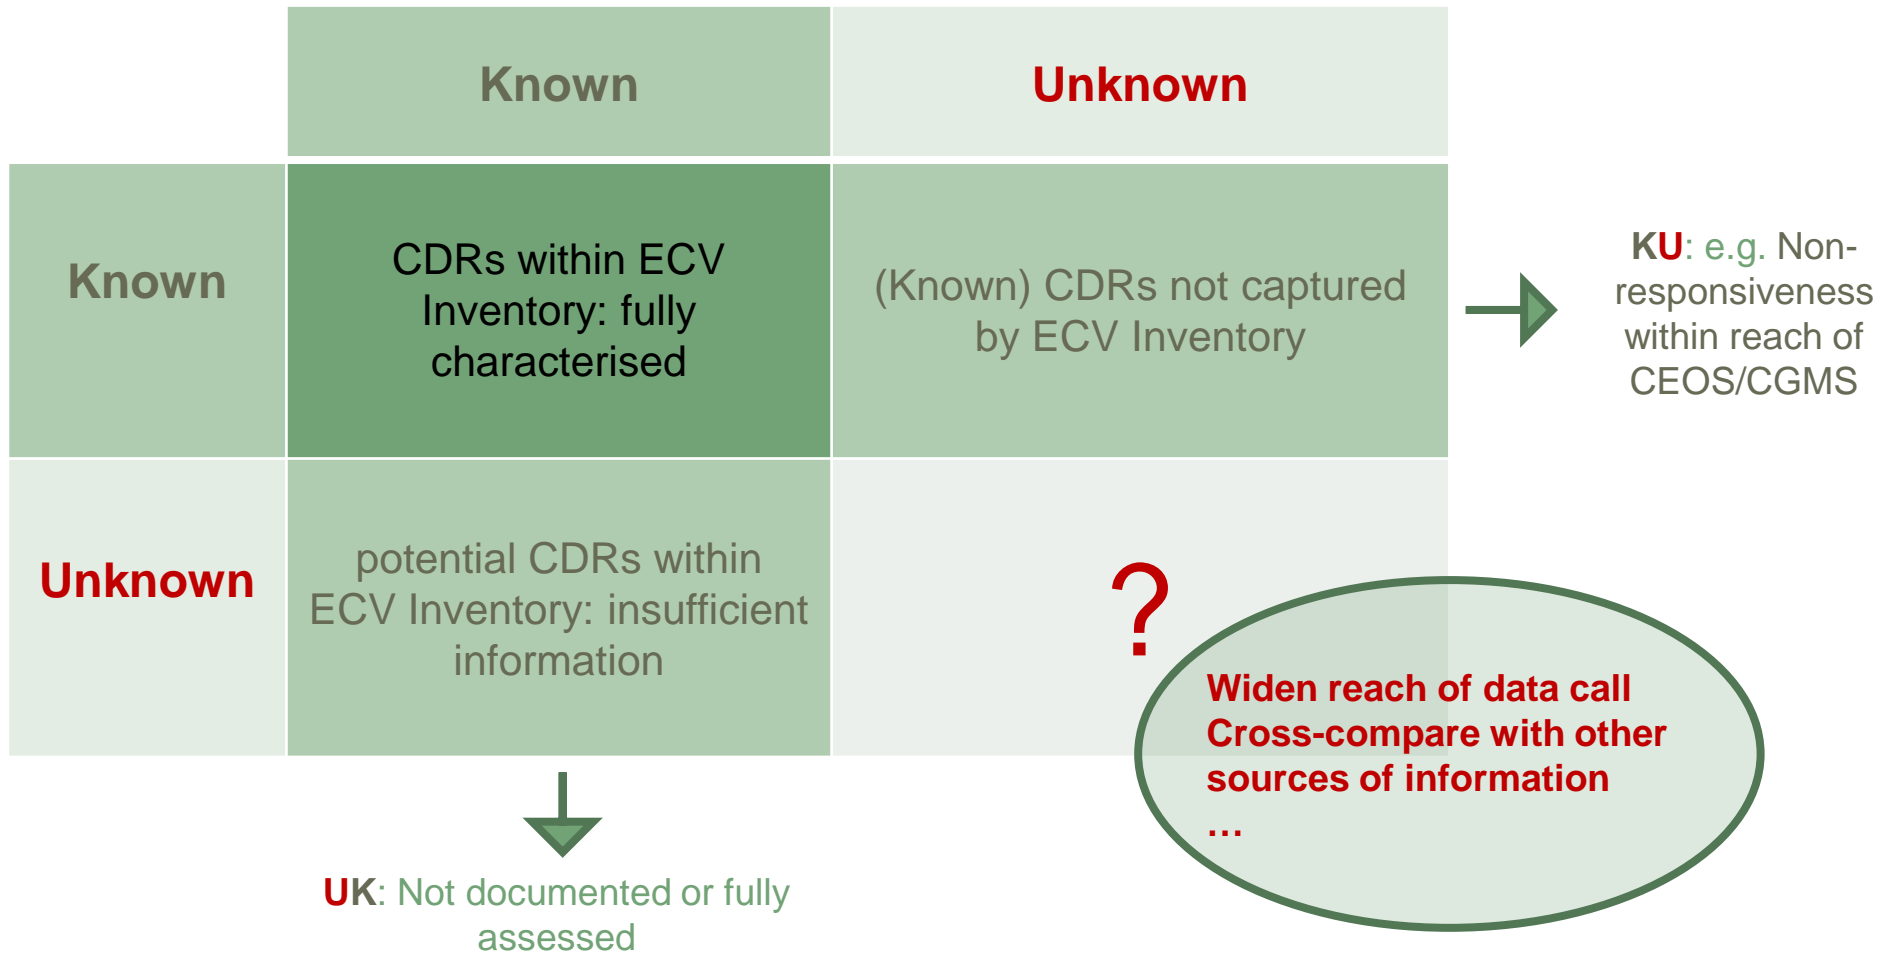 Known
Unknown
Known
CDRs within ECV
Inventory: fully
characterised
(Known) CDRs not captured
by ECV Inventory
KU: e.g. Non-
responsiveness
within reach of
CEOS/CGMS
Unknown
potential CDRs within
ECV Inventory: insufficient
information
?
Widen reach of data call
Cross-compare with other
sources of information
…
UK: Not documented or fully
assessed